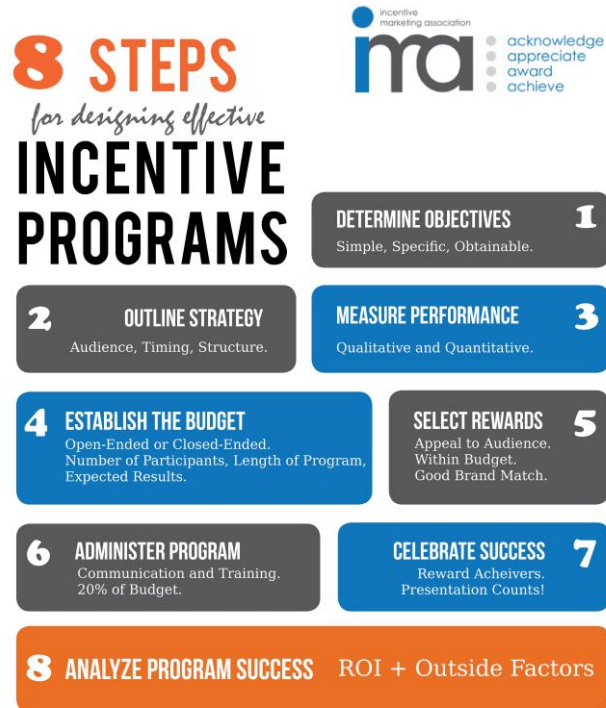 8 STEPS
for designing effective
INCENTIVE
PROGRAMS
incentive
marketing association
ima
acknowledge
appreciate
award
achieve
1
DETERMINE OBJECTIVES
Simple, Specific, Obtainable.
2
OUTLINE STRATEGY
Audience, Timing, Structure.
3
MEASURE PERFORMANCE
Qualitative and Quantitative.
4
ESTABLISH THE BUDGET
Open-Ended or Closed-Ended.
Number of Participants, Length of Program,
Expected Results.
5
SELECT REWARDS
Appeal to Audience.
Within Budget.
Good Brand Match.
6
ADMINISTER PROGRAM
Communication and Training.
20% of Budget.
7
CELEBRATE SUCCESS
Reward Acheivers.
Presentation Counts!
8 ANALYZE PROGRAM SUCCESS ROI + Outside Factors